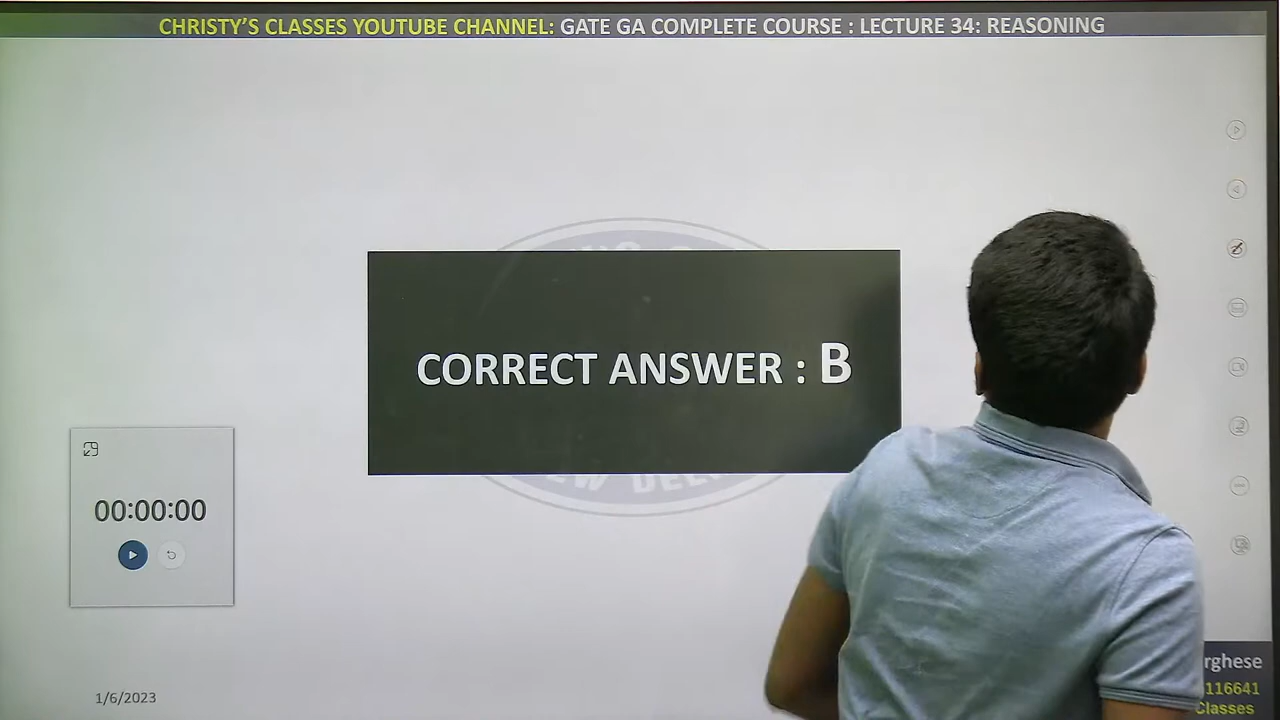 CHRISTY'S CLASSES YOUTUBE CHANNEL: GATE GA COMPLETE COURSE : LECTURE 34: REASONING
CORRECT ANSWER : B
00:00:00
1/6/2023
rghese
116641
Classes